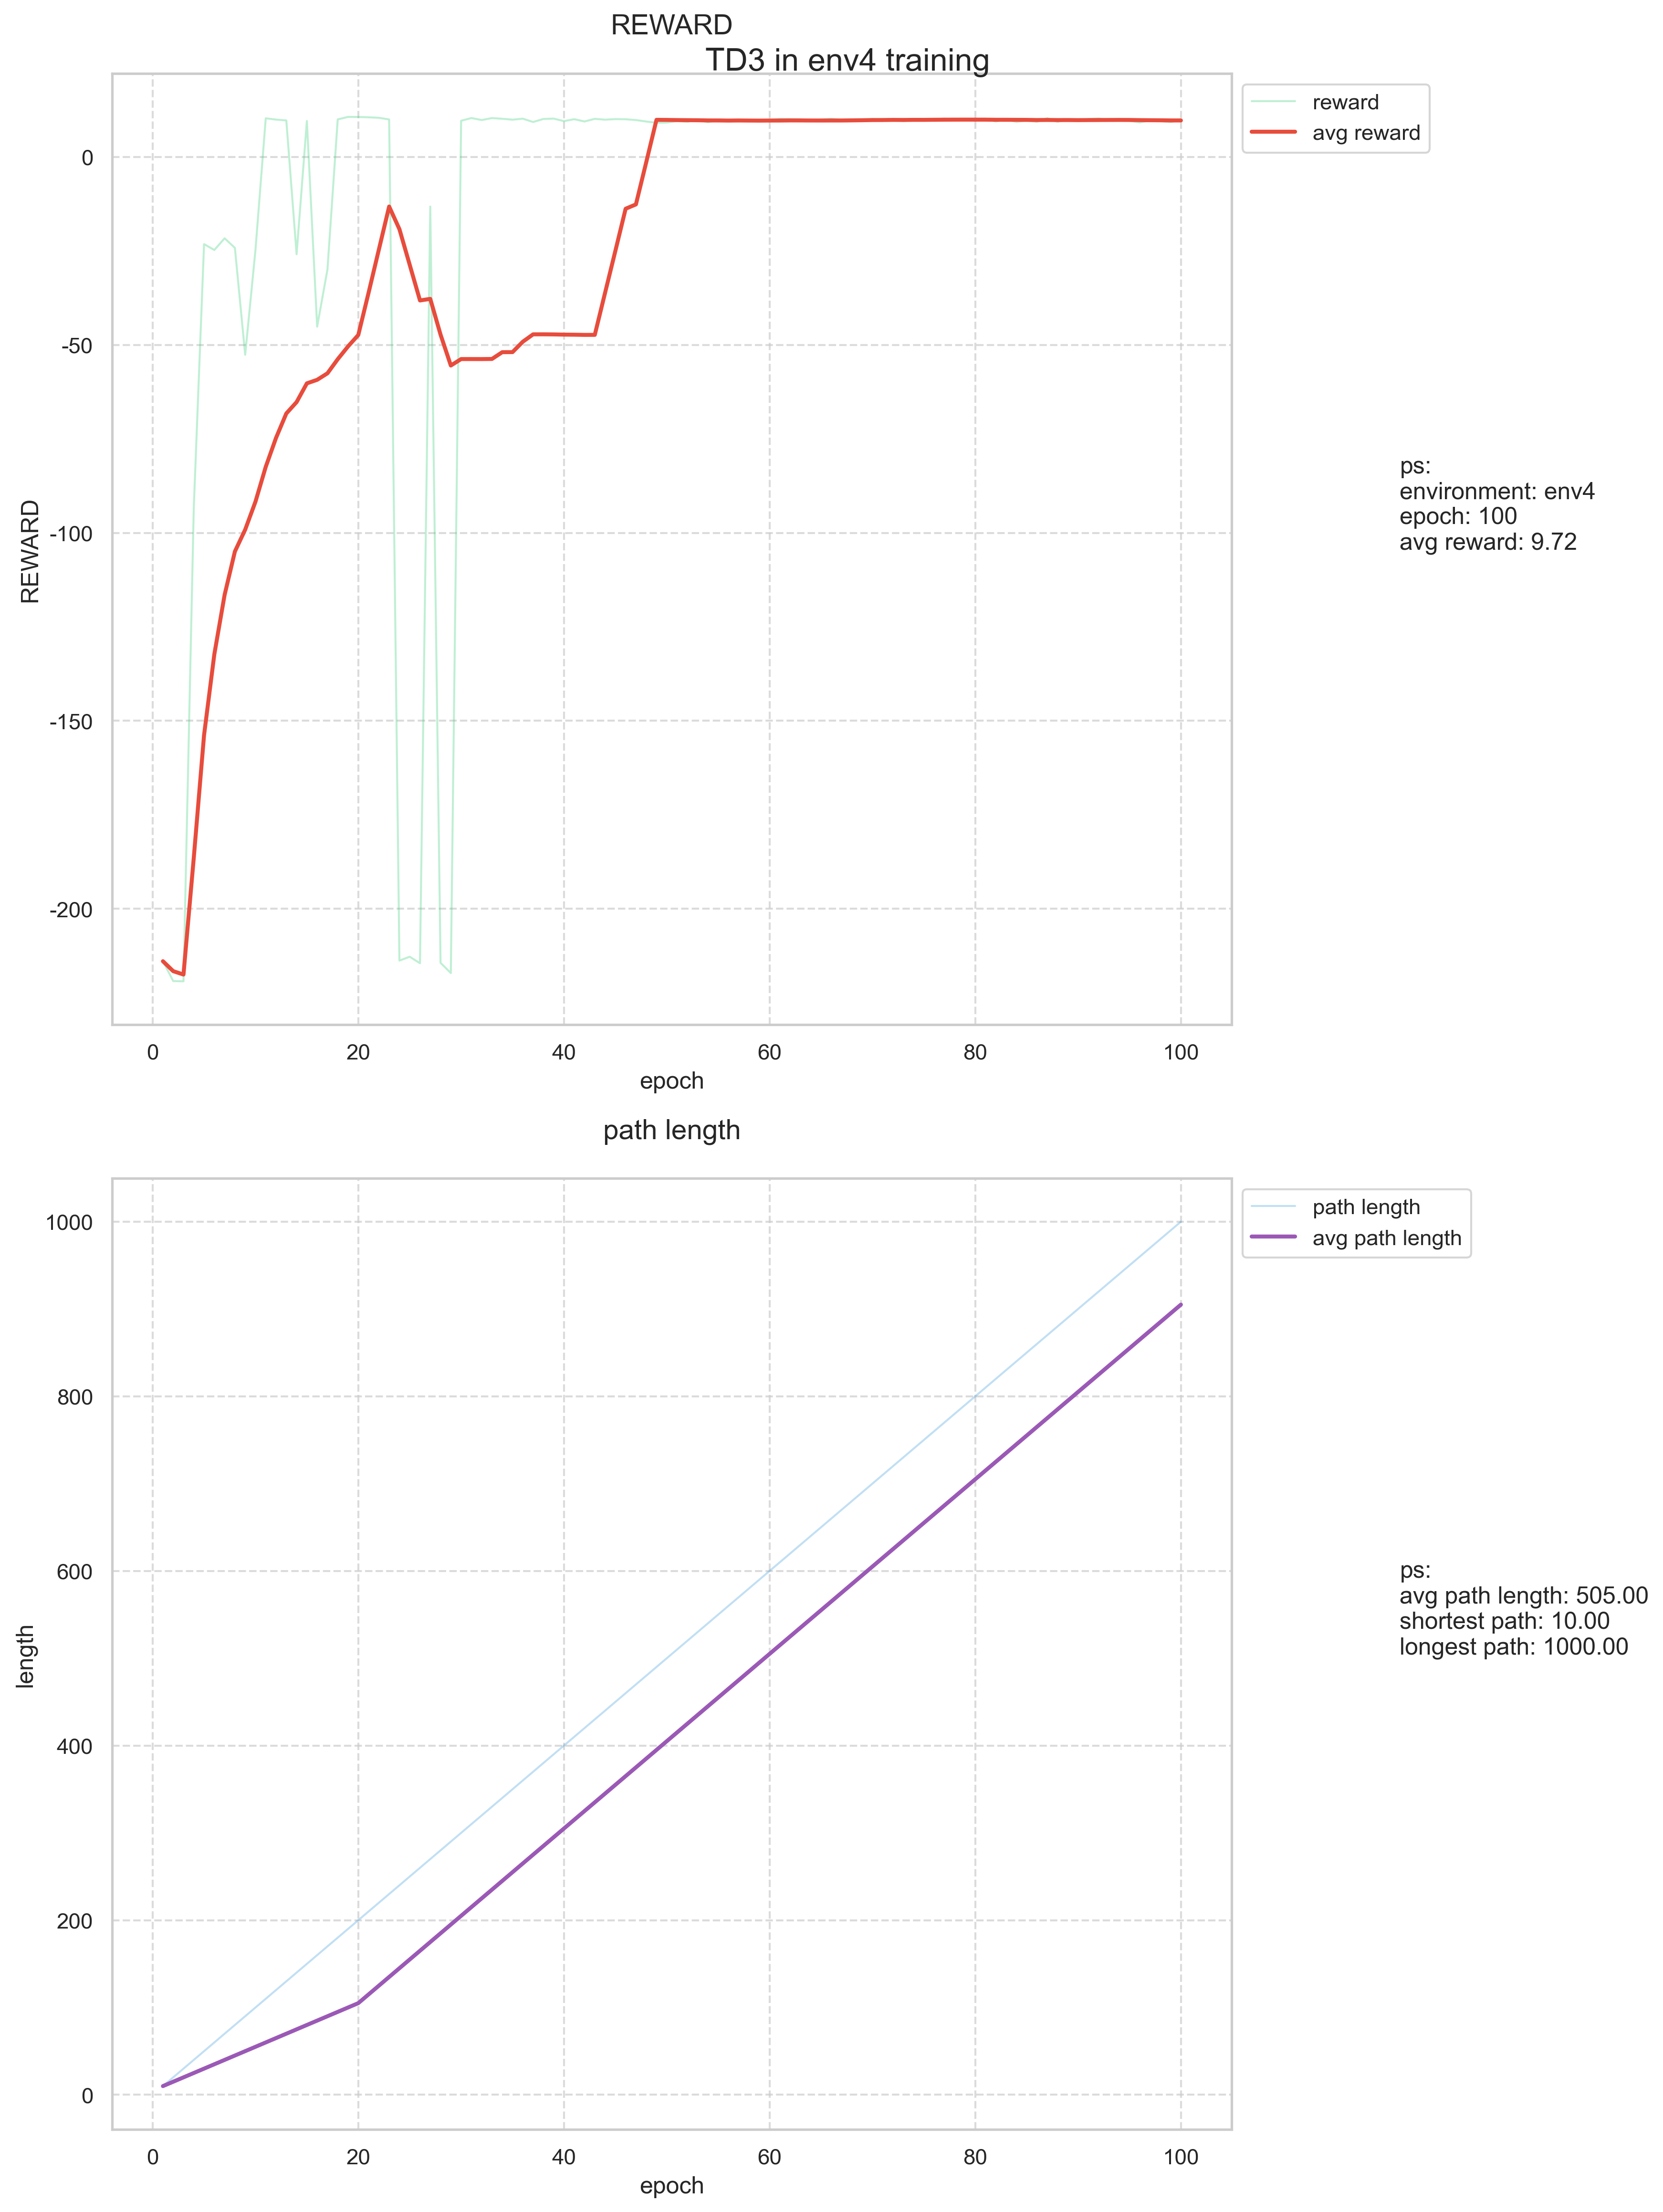 REWARD
TD3 in env4 training
reward
avg reward
0
-50
-100
-150
-200
REWARD
ps:
environment: env4
epoch: 100
avg reward: 9.72
0
20
40
60
80
100
epoch
path length
path length
avg path length
1000
800
600
400
200
0
length
ps:
avg path length: 505.00
shortest path: 10.00
longest path: 1000.00
0
20
40
60
80
100
epoch